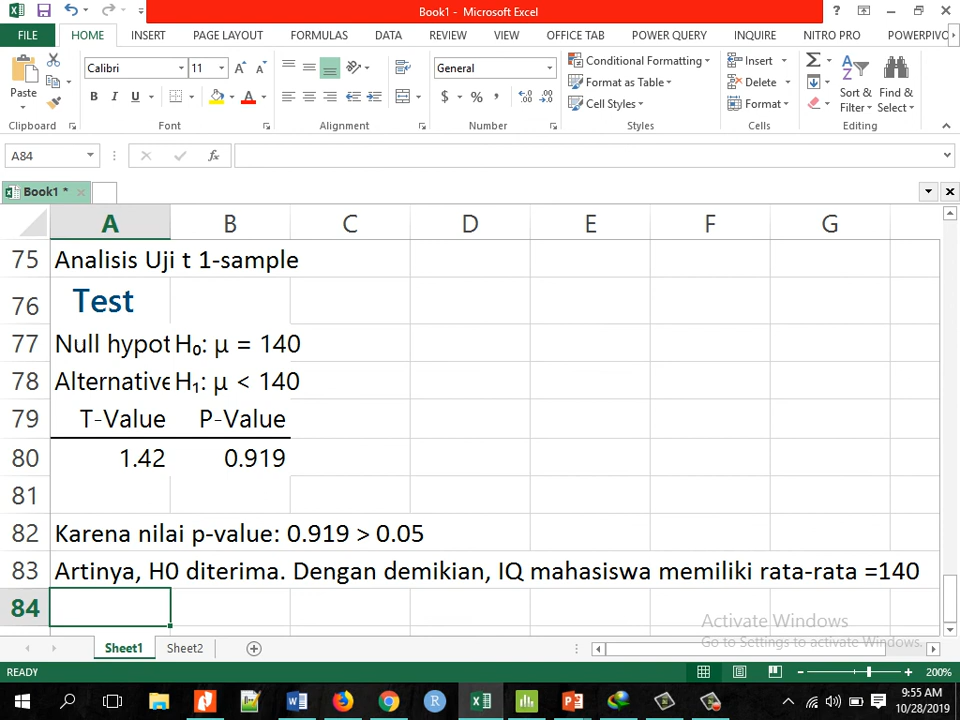 Book1 - Microsoft Excel
FILE HOME INSERT PAGE LAYOUT FORMULAS DATA REVIEW VIEW OFFICE TAB POWER QUERY INQUIRE NITRO PRO POWERPIVO
Paste
Calibri 11
B I U
General
$ % ,
Conditional Formatting
Format as Table
Cell Styles
Insert
Delete
Format
Sort & Filter
Find & Select
Clipboard Font Alignment Number Styles Cells Editing
A84
Book1 *
A B C D E F G
75 Analisis Uji t 1-sample
76 Test
77 Null hypot H₀: μ = 140
78 Alternative H₁: μ < 140
79 T-Value P-Value
80 1.42 0.919
81
82 Karena nilai p-value: 0.919 > 0.05
83 Artinya, H0 diterima. Dengan demikian, IQ mahasiswa memiliki rata-rata =140
84
Activate Windows
Go to Settings to activate Windows.
Sheet1 Sheet2
READY 200%
9:55 AM
10/28/2019